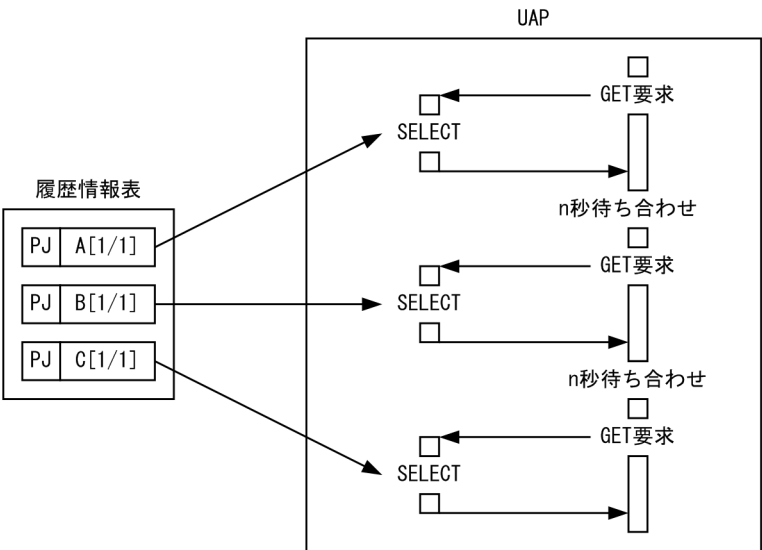 UAP
GET要求
SELECT
n秒待ち合わせ
履歴情報表
PJ A[1/1]
GET要求
PJ B[1/1]
SELECT
PJ C[1/1]
n秒待ち合わせ
GET要求
SELECT